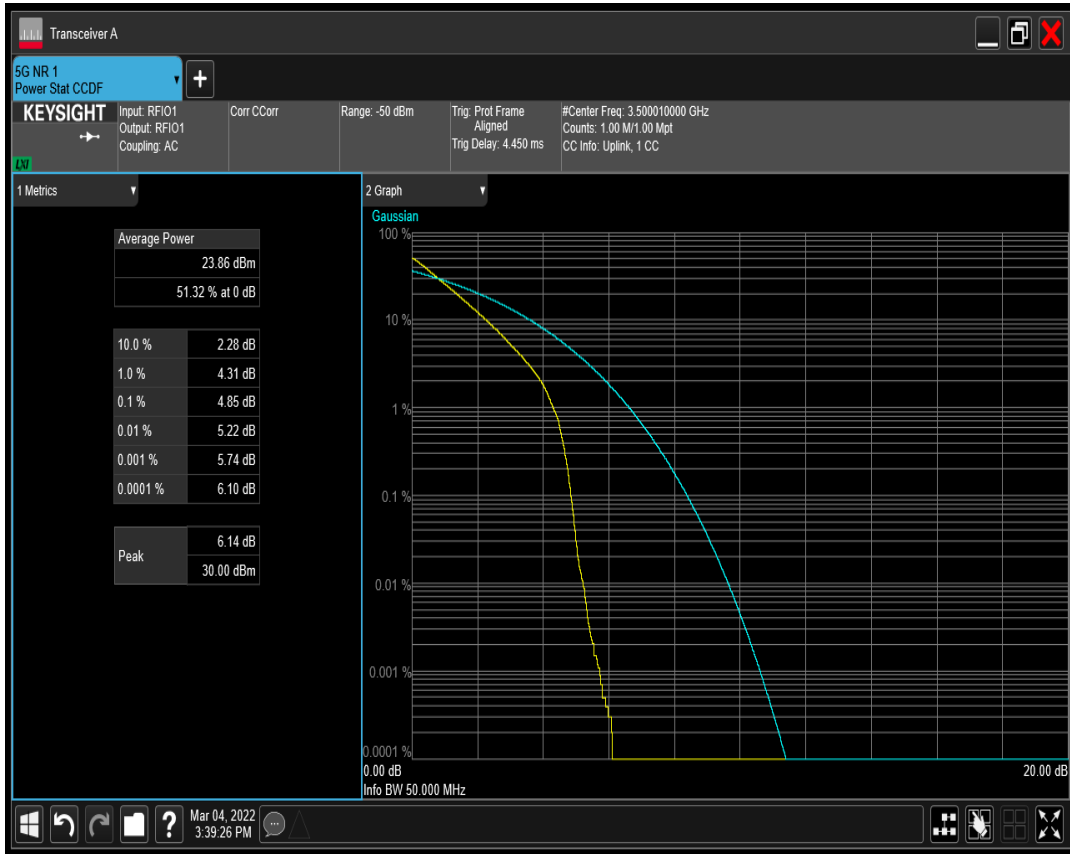 Transceiver A
5G NR 1
Power Stat CCDF
+
KEYSIGHT
LXI
Input: RFIO1
Output: RFIO1
Coupling: AC
Corr CCorr
Range: -50 dBm
Trig: Prot Frame
Aligned
Trig Delay: 4.450 ms
#Center Freq: 3.500010000 GHz
Counts: 1.00 M/1.00 Mpt
CC Info: Uplink, 1 CC
1 Metrics
Average Power
23.86 dBm
51.32 % at 0 dB
10.0 % 2.28 dB
1.0 % 4.31 dB
0.1 % 4.85 dB
0.01 % 5.22 dB
0.001 % 5.74 dB
0.0001 % 6.10 dB
Peak
6.14 dB
30.00 dBm
2 Graph
Gaussian
100 %
10 %
1 %
0.1 %
0.01 %
0.001 %
0.0001 %
0.00 dB 20.00 dB
Info BW 50.000 MHz
?
Mar 04, 2022
3:39:26 PM